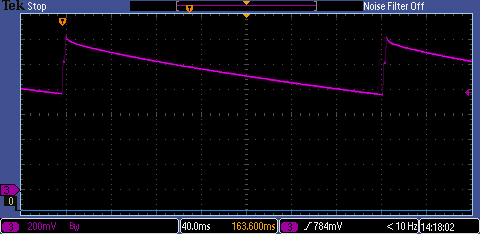 Tek Stop Noise Filter Off
T
T
3
0
3 200mV BW 40.0ms 163.600ms 3 784mV < 10 Hz 14:18:02